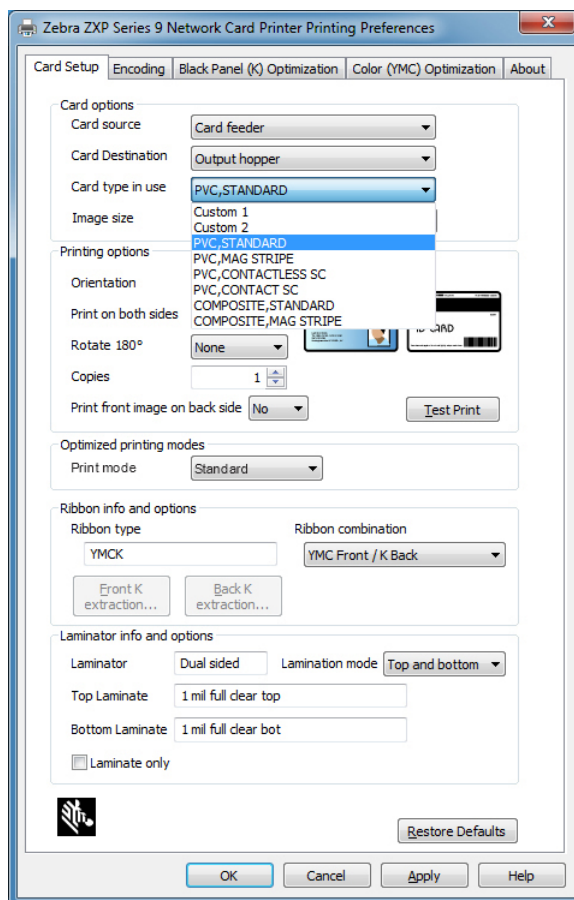 Zebra ZXP Series 9 Network Card Printer Printing Preferences
Card Setup Encoding Black Panel (K) Optimization Color (YMC) Optimization About
Card options
Card source Card feeder
Card Destination Output hopper
Card type in use PVC,STANDARD
Image size
Custom 1
Custom 2
PVC,STANDARD
PVC,MAG STRIPE
PVC,CONTACTLESS SC
PVC,CONTACT SC
COMPOSITE,STANDARD
COMPOSITE,MAG STRIPE
Printing options
Orientation
Print on both sides
CARD
Rotate 180° None
Copies 1
Print front image on back side No Test Print
Optimized printing modes
Print mode Standard
Ribbon info and options
Ribbon type Ribbon combination
YMCK YMC Front / K Back
Front K extraction... Back K extraction...
Laminator info and options
Laminator Dual sided Lamination mode Top and bottom
Top Laminate 1 mil full clear top
Bottom Laminate 1 mil full clear bot
Laminate only
Restore Defaults
OK Cancel Apply Help